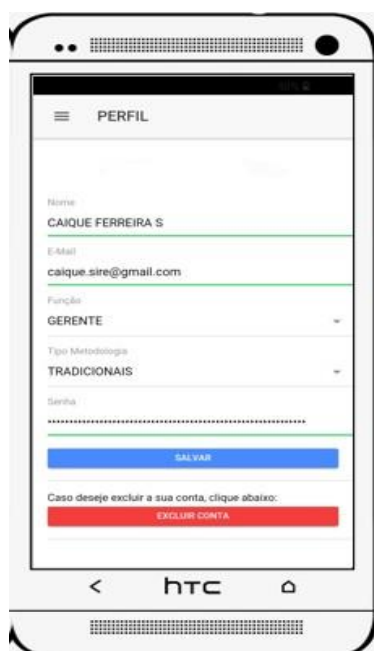 PERFIL
Nome
CAIQUE FERREIRA S
E-Mail
caique.sire@gmail.com
Função
GERENTE
Tipo Metodologia
TRADICIONAIS
Senha
SALVAR
Caso deseje excluir a sua conta, clique abaixo:
EXCLUIR CONTA
hTC